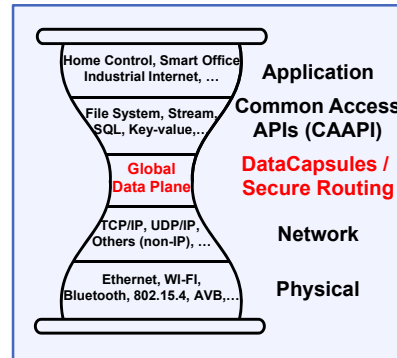 Home Control, Smart Office
Industrial Internet, …
Application
File System, Stream,
SQL, Key-value,…
Common Access
APIs (CAAPI)
Global
Data Plane
DataCapsules /
Secure Routing
TCP/IP, UDP/IP,
Others (non-IP), …
Network
Ethernet, WI-FI,
Bluetooth, 802.15.4, AVB,…
Physical